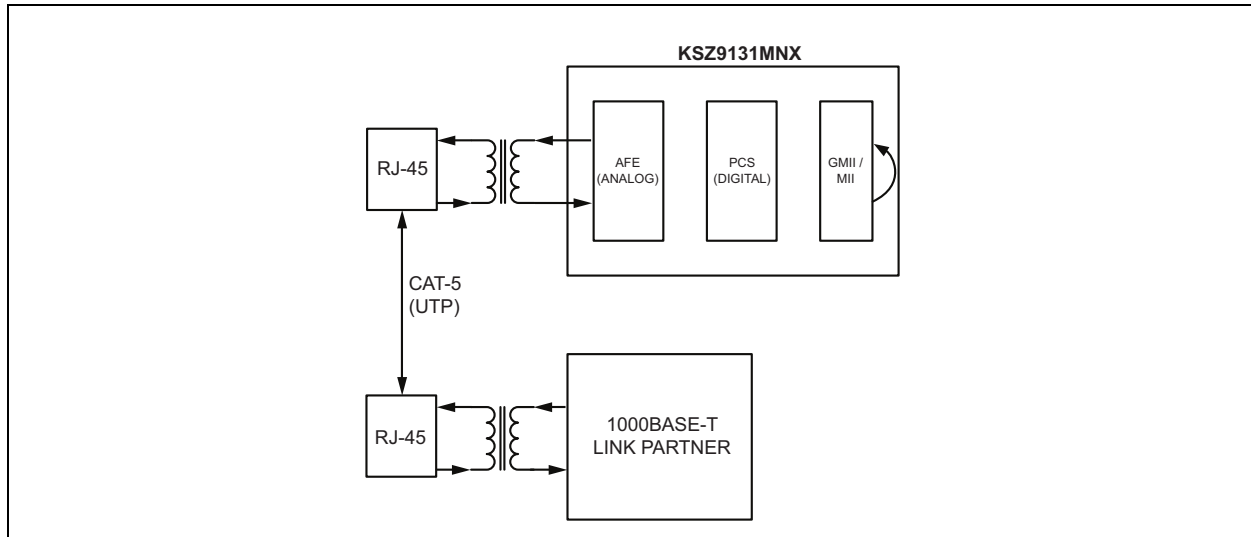 KSZ9131MNX
RJ-45
AFE
(ANALOG)
PCS
(DIGITAL)
GMII /
MII
CAT-5
(UTP)
RJ-45
1000BASE-T
LINK PARTNER